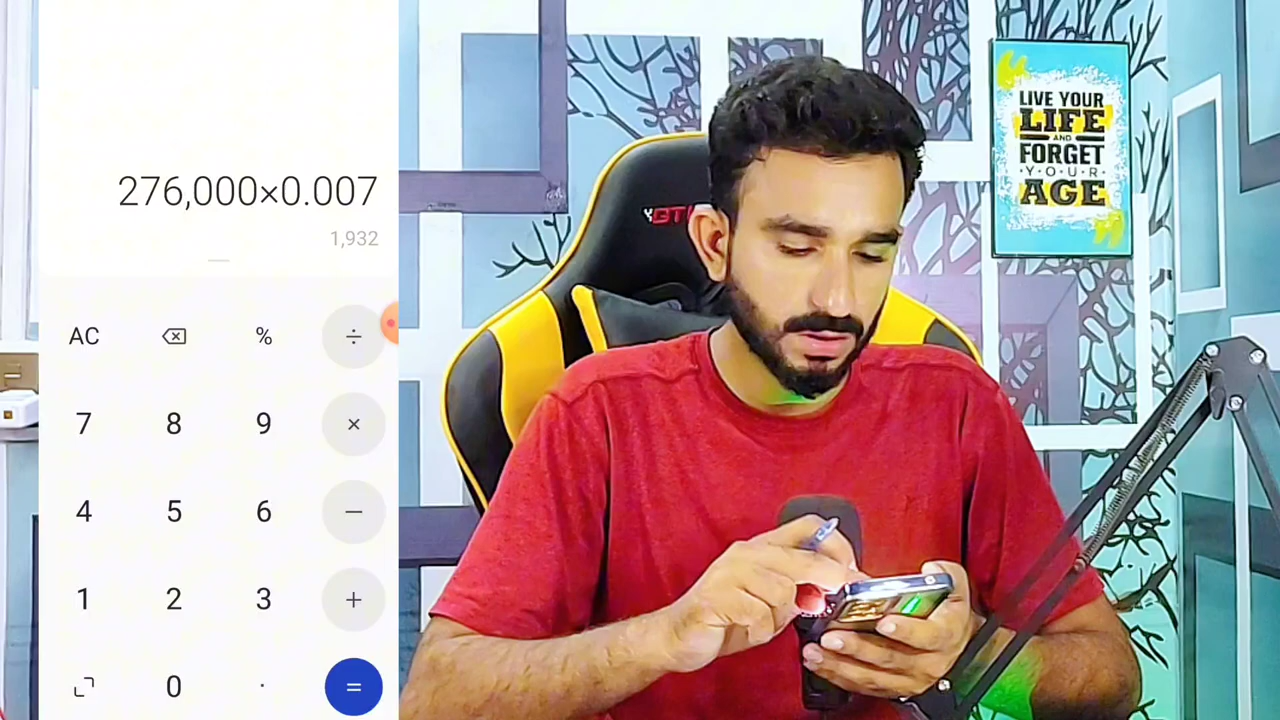 276,000×0.007
1,932
AC % ÷
7 8 9 ×
4 5 6 −
1 2 3 +
0 . =
GT
LIVE YOUR
LIFE
AND
FORGET
·Y·O·U·R·
AGE